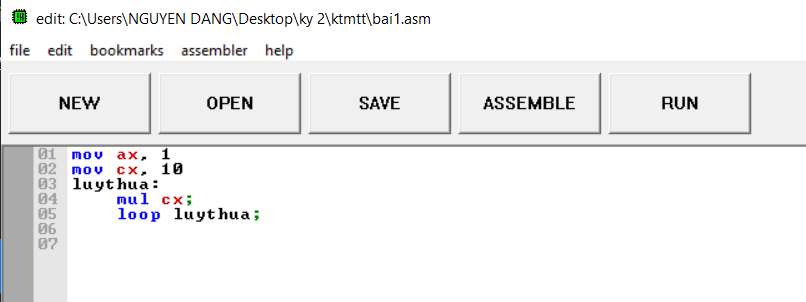 edit: C:\Users\NGUYEN DANG\Desktop\ky 2\ktmtt\bai1.asm
file edit bookmarks assembler help
NEW OPEN SAVE ASSEMBLE RUN
01 mov ax, 1
02 mov cx, 10
03 luythua:
04 mul cx;
05 loop luythua;
06
07